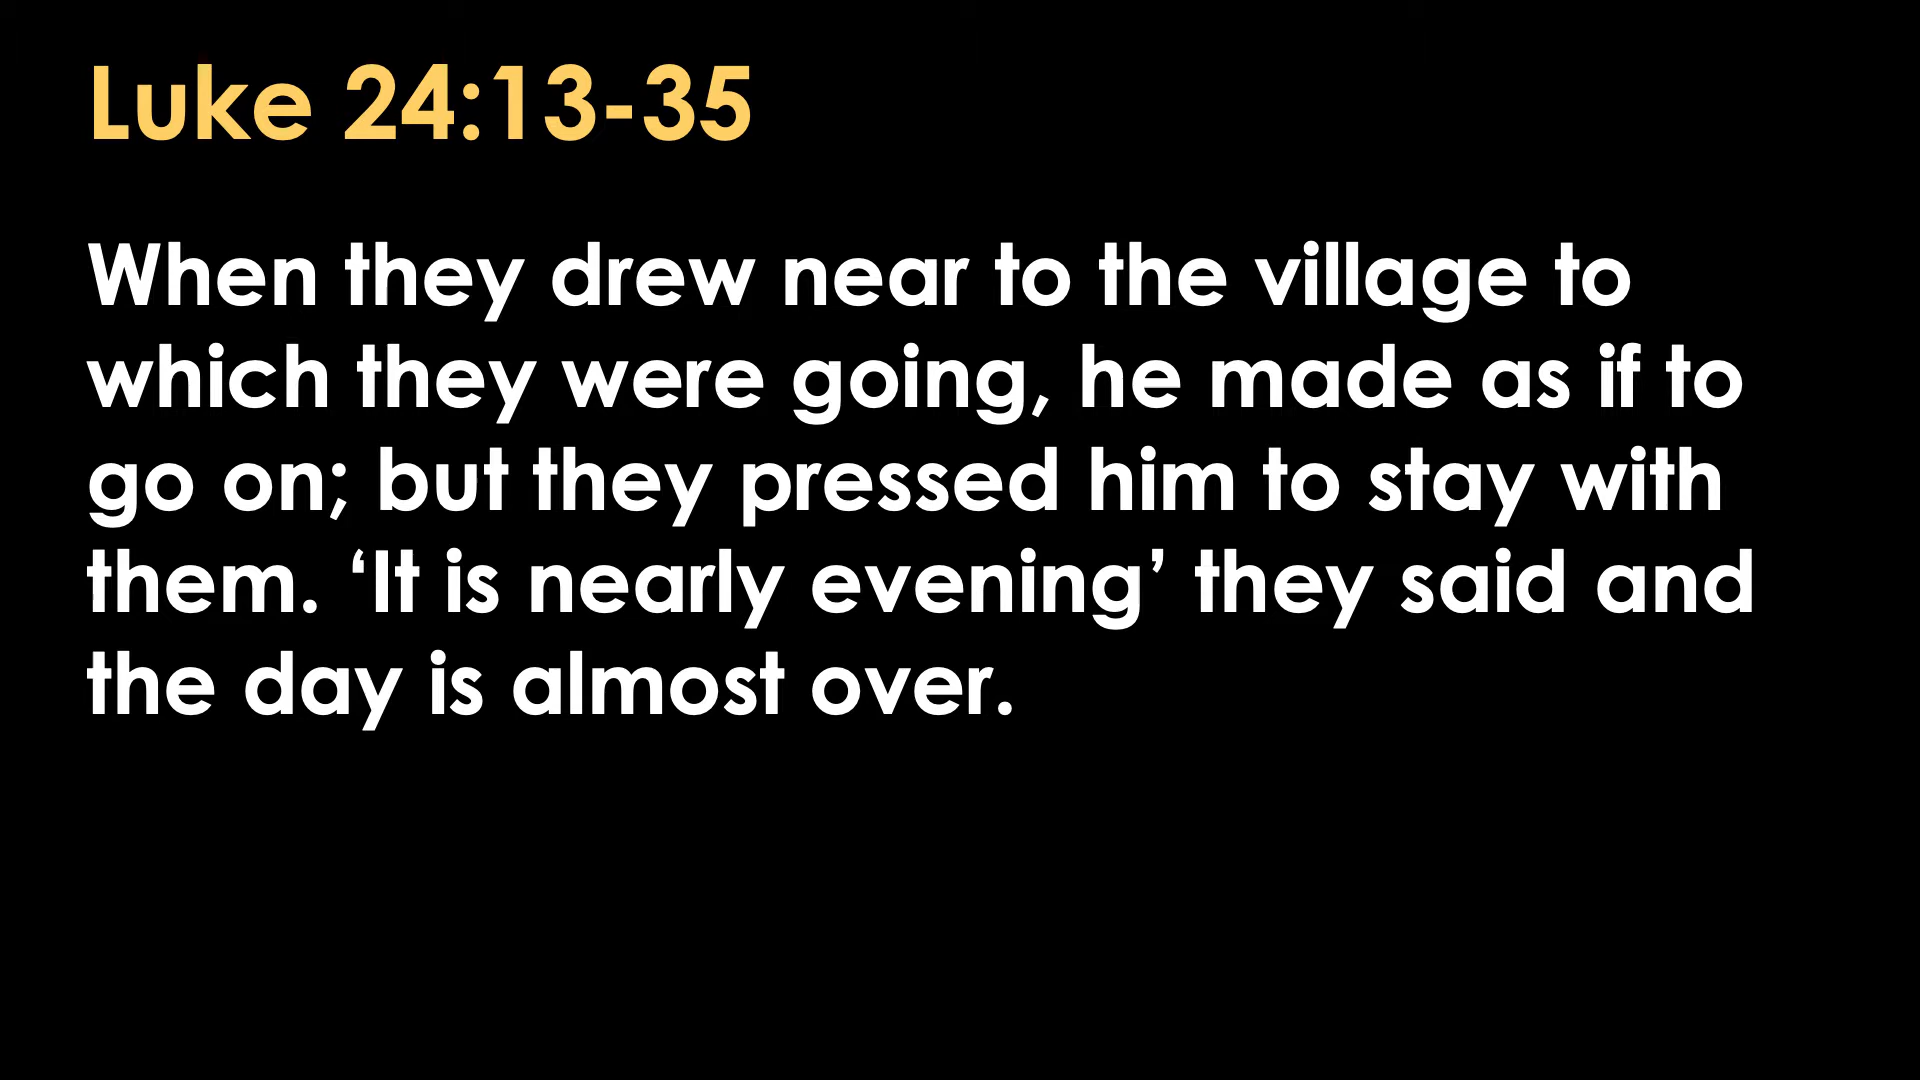 Luke 24:13-35
When they drew near to the village to
which they were going, he made as if to
go on; but they pressed him to stay with
them. ‘It is nearly evening’ they said and
the day is almost over.